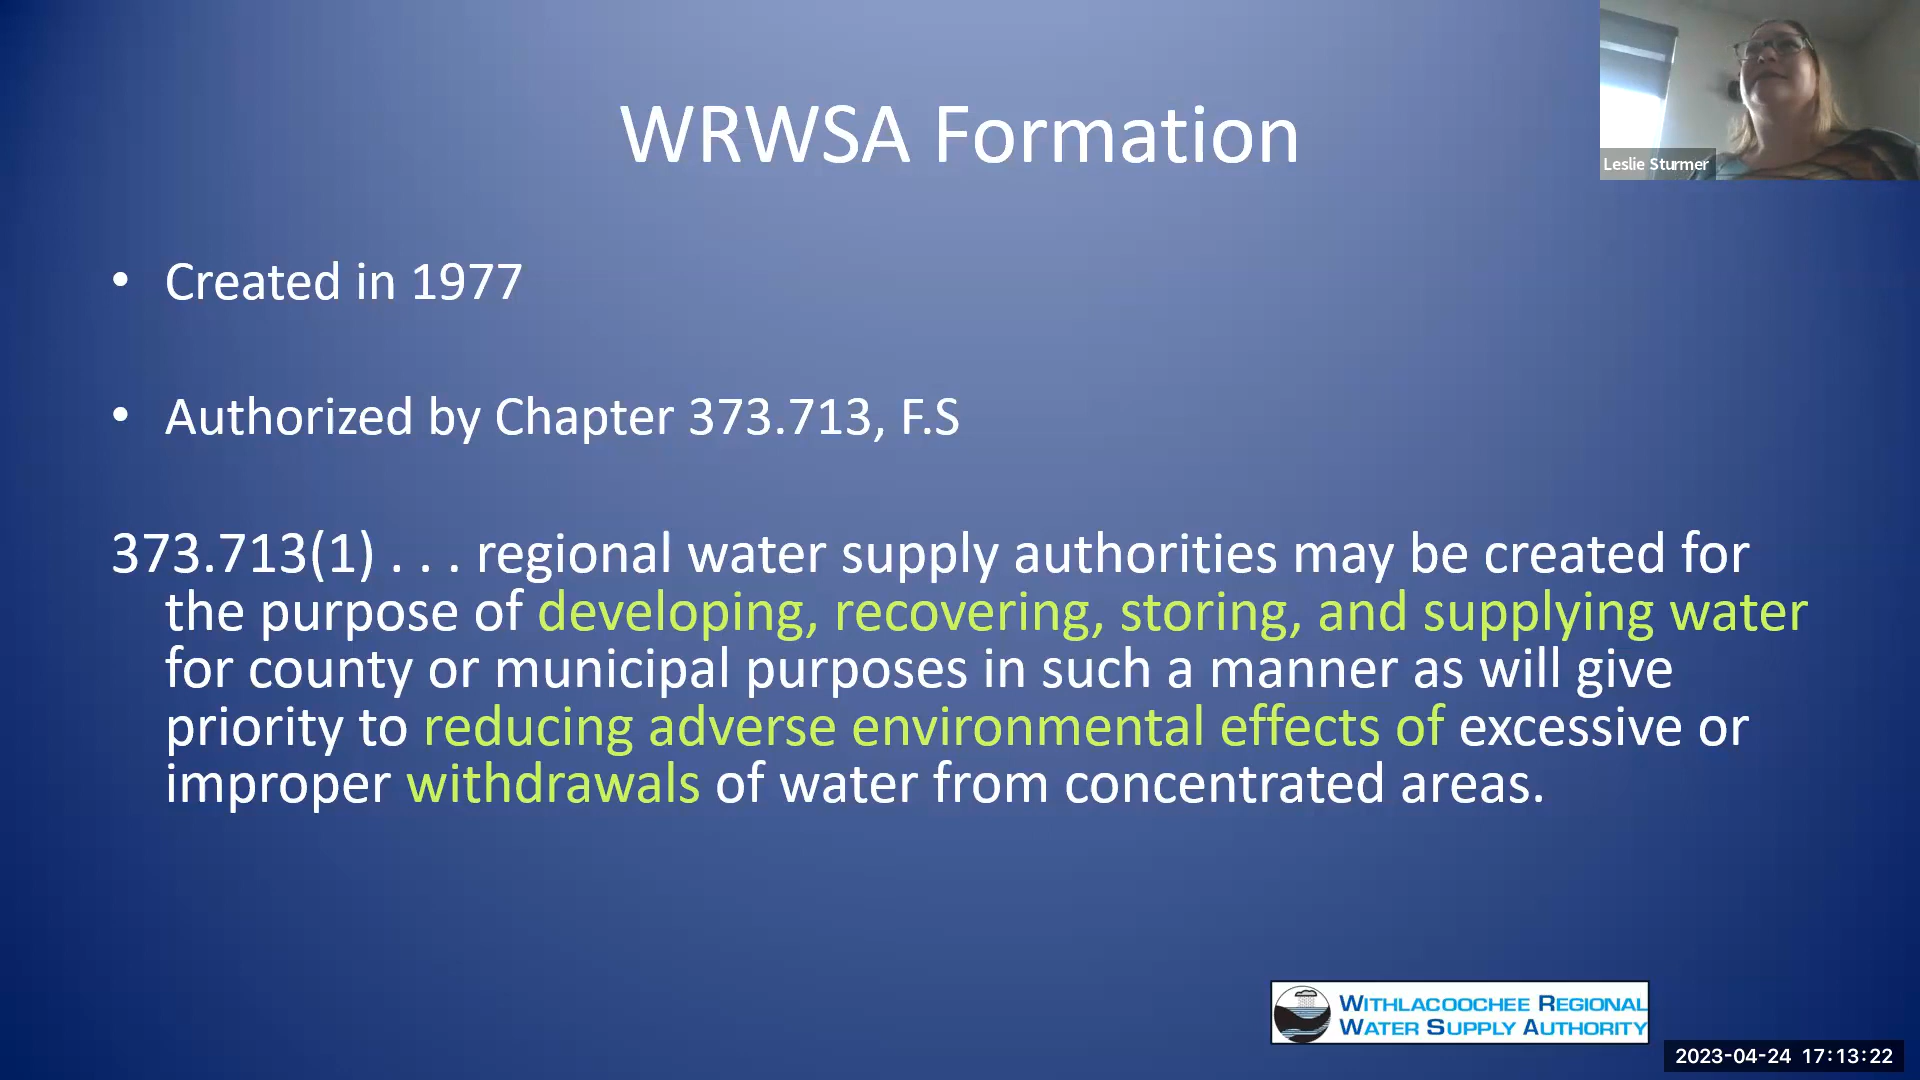 WRWSA Formation
Leslie Sturmer
• Created in 1977
• Authorized by Chapter 373.713, F.S
373.713(1) . . . regional water supply authorities may be created for
the purpose of developing, recovering, storing, and supplying water
for county or municipal purposes in such a manner as will give
priority to reducing adverse environmental effects of excessive or
improper withdrawals of water from concentrated areas.
WITHLACOOCHEE REGIONAL
WATER SUPPLY AUTHORITY
2023-04-24 17:13:22